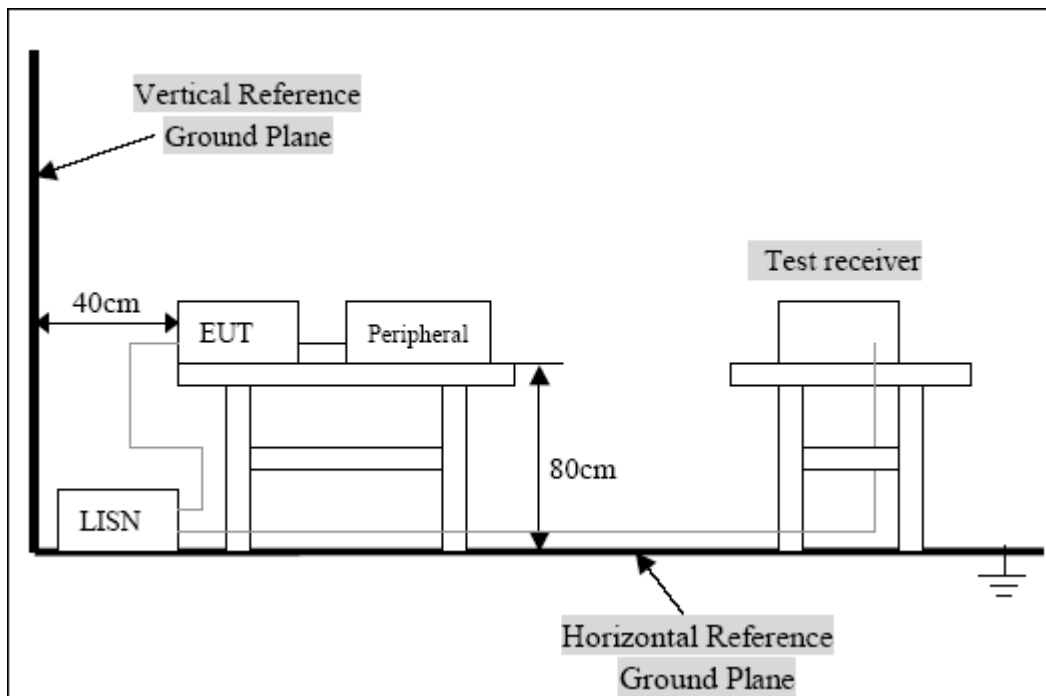 Vertical Reference
Ground Plane
Test receiver
40cm
EUT
Peripheral
80cm
LISN
Horizontal Reference
Ground Plane